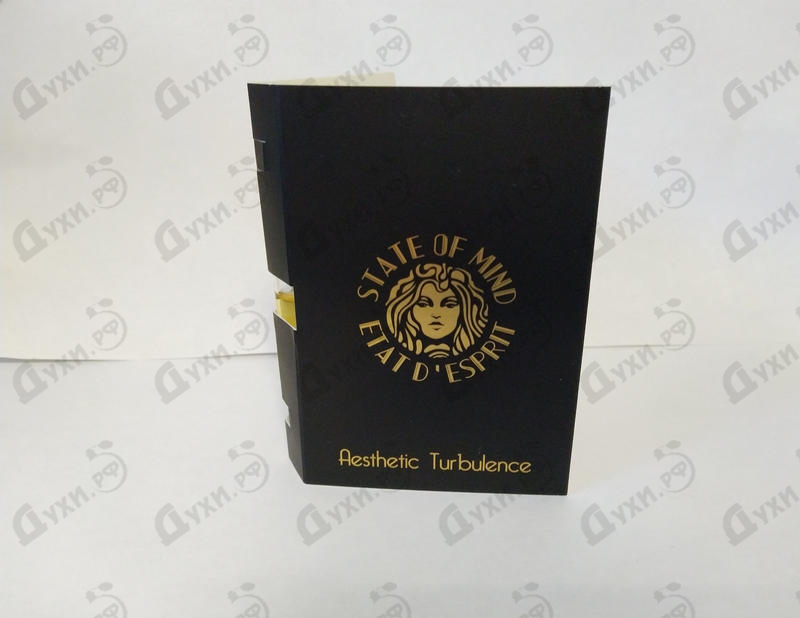 STATE OF MIND
ETAT D'ESPRIT
Aesthetic Turbulence
Духи.рф